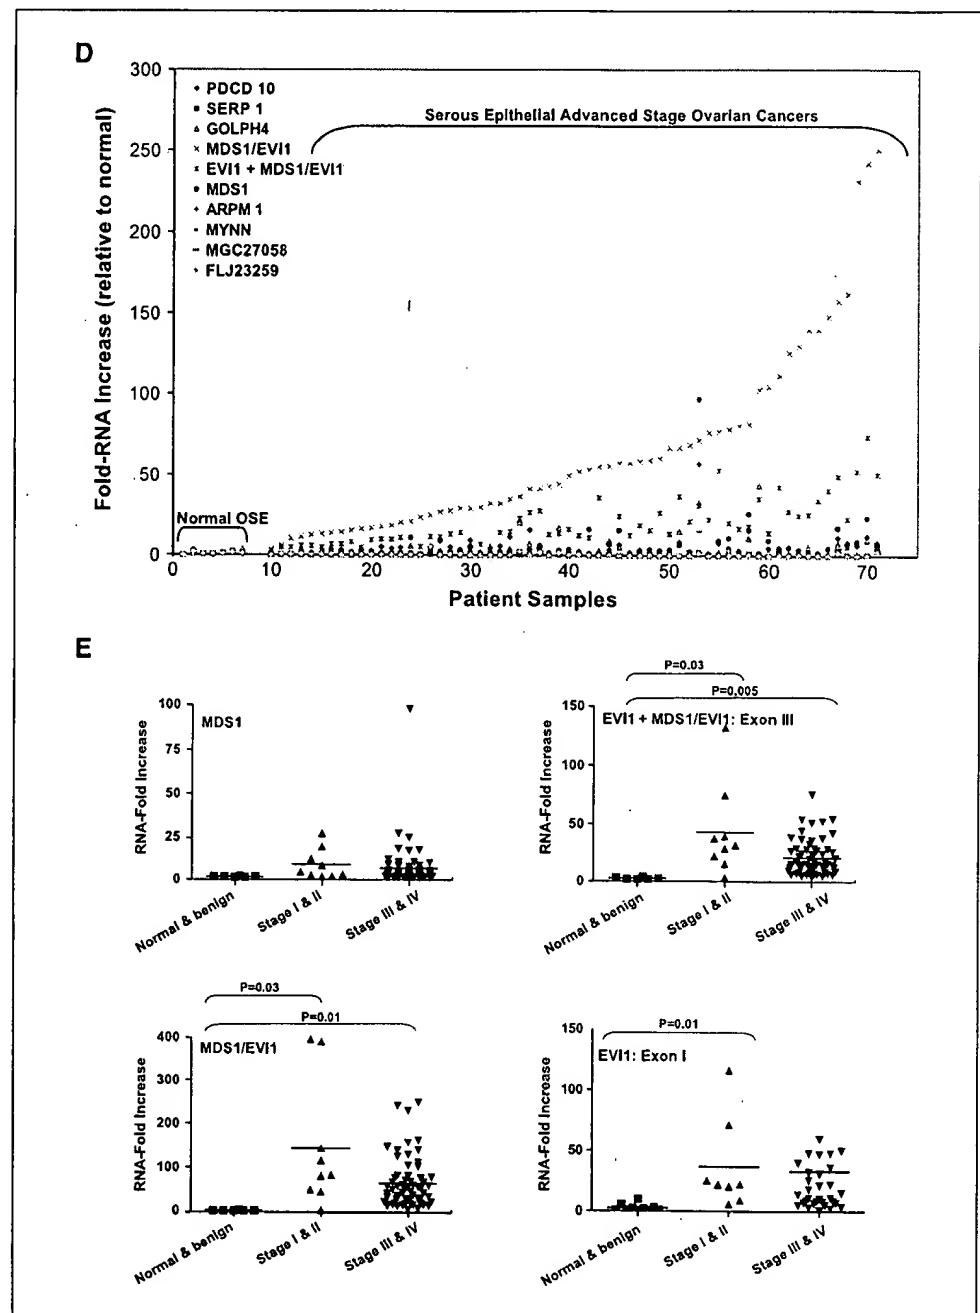 D
300
250
200
150
100
50
0
Fold-RNA Increase (relative to normal)
PDCD 10
SERP 1
GOLPH4
MDS1/EVI1
EVI1 + MDS1/EVI1
MDS1
ARPM 1
MYNN
MGC27058
FLJ23259
Serous Epithelial Advanced Stage Ovarian Cancers
Normal OSE
0 10 20 30 40 50 60 70
Patient Samples
E
MDS1
100
75
50
25
0
RNA-Fold Increase
Normal & benign
Stage I & II
Stage III & IV
P=0.03
P=0.005
EVI1 + MDS1/EVI1: Exon III
150
100
50
0
RNA-Fold Increase
Normal & benign
Stage I & II
Stage III & IV
P=0.03
P=0.01
MDS1/EVI1
400
300
200
100
0
RNA-Fold Increase
Normal & benign
Stage I & II
Stage III & IV
P=0.01
EVI1: Exon I
150
100
50
0
RNA-Fold Increase
Normal & benign
Stage I & II
Stage III & IV